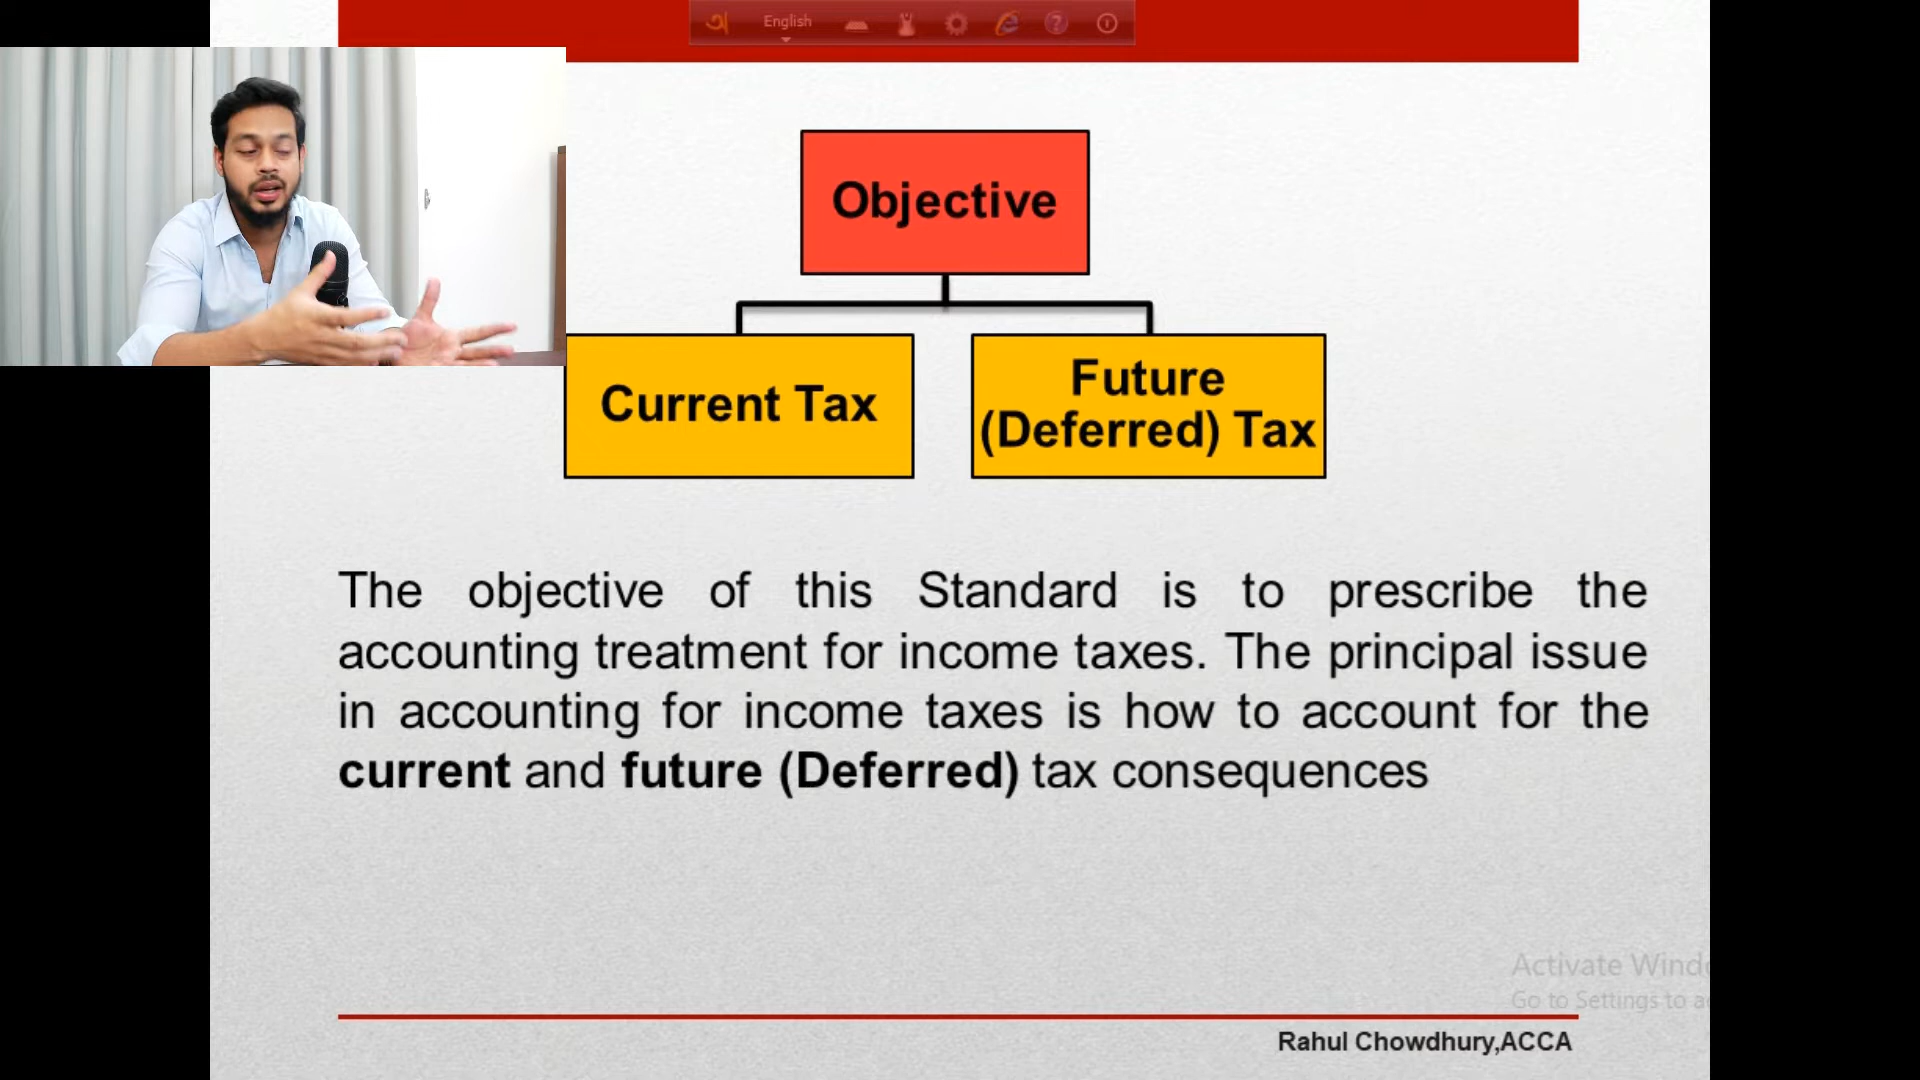 English
Objective
Current Tax
Future
(Deferred) Tax
The objective of this Standard is to prescribe the
accounting treatment for income taxes. The principal issue
in accounting for income taxes is how to account for the
current and future (Deferred) tax consequences
Activate Wind
Go to Settings to a
Rahul Chowdhury,ACCA